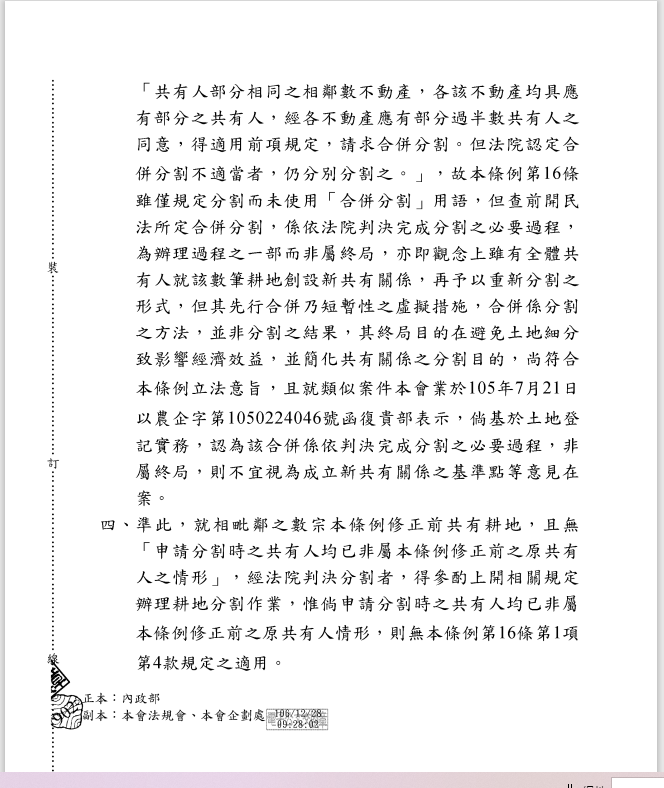 「共有人部分相同之相鄰數不動產，各該不動產均具應
有部分之共有人，經各不動產應有部分過半數共有人之
同意，得適用前項規定，請求合併分割。但法院認定合
併分割不適當者，仍分別分割之。」，故本條例第16條
雖僅規定分割而未使用「合併分割」用語，但查前開民
法所定合併分割，係依法院判決完成分割之必要過程，
為辦理過程之一部而非屬終局，亦即觀念上雖有全體共
有人就該數筆耕地創設新共有關係，再予以重新分割之
形式，但其先行合併乃短暫性之虛擬措施，合併係分割
之方法，並非分割之結果，其終局目的在避免土地細分
致影響經濟效益，並簡化共有關係之分割目的，尚符合
本條例立法意旨，且就類似案件本會業於105年7月21日
以農企字第1050224046號函復貴部表示，倘基於土地登
記實務，認為該合併係依判決完成分割之必要過程，非
屬終局，則不宜視為成立新共有關係之基準點等意見在
案。
四、準此，就相毗鄰之數宗本條例修正前共有耕地，且無
「申請分割時之共有人均已非屬本條例修正前之原共有
人之情形」，經法院判決分割者，得參酌上開相關規定
辦理耕地分割作業，惟倘申請分割時之共有人均已非屬
本條例修正前之原共有人情形，則無本條例第16條第1項
第4款規定之適用。
正本：內政部
副本：本會法規會、本會企劃處
106/12/28
09:28:02
裝
訂
線